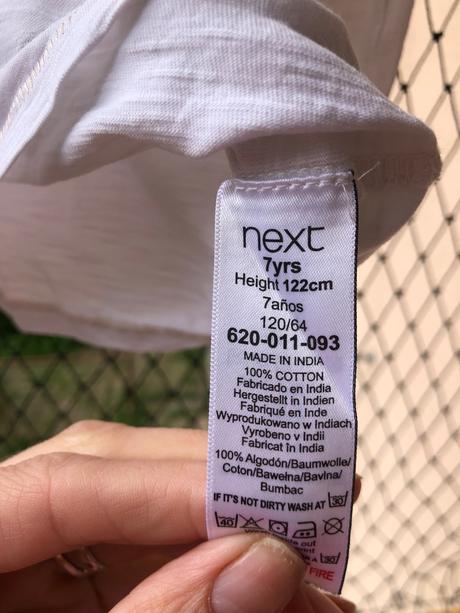 next
7yrs
Height 122cm
7años
120/64
620-011-093
MADE IN INDIA
100% COTTON
Fabricado en India
Hergestellt in Indien
Fabriqué en Inde
Wyprodukowano w Indiach
Vyrobeno v Indii
Fabricat în India
100% Algodón/Baumwolle/
Coton/Bawełna/Bavlna/
Bumbac
IF IT'S NOT DIRTY WASH AT 30
40
out
30
FIRE